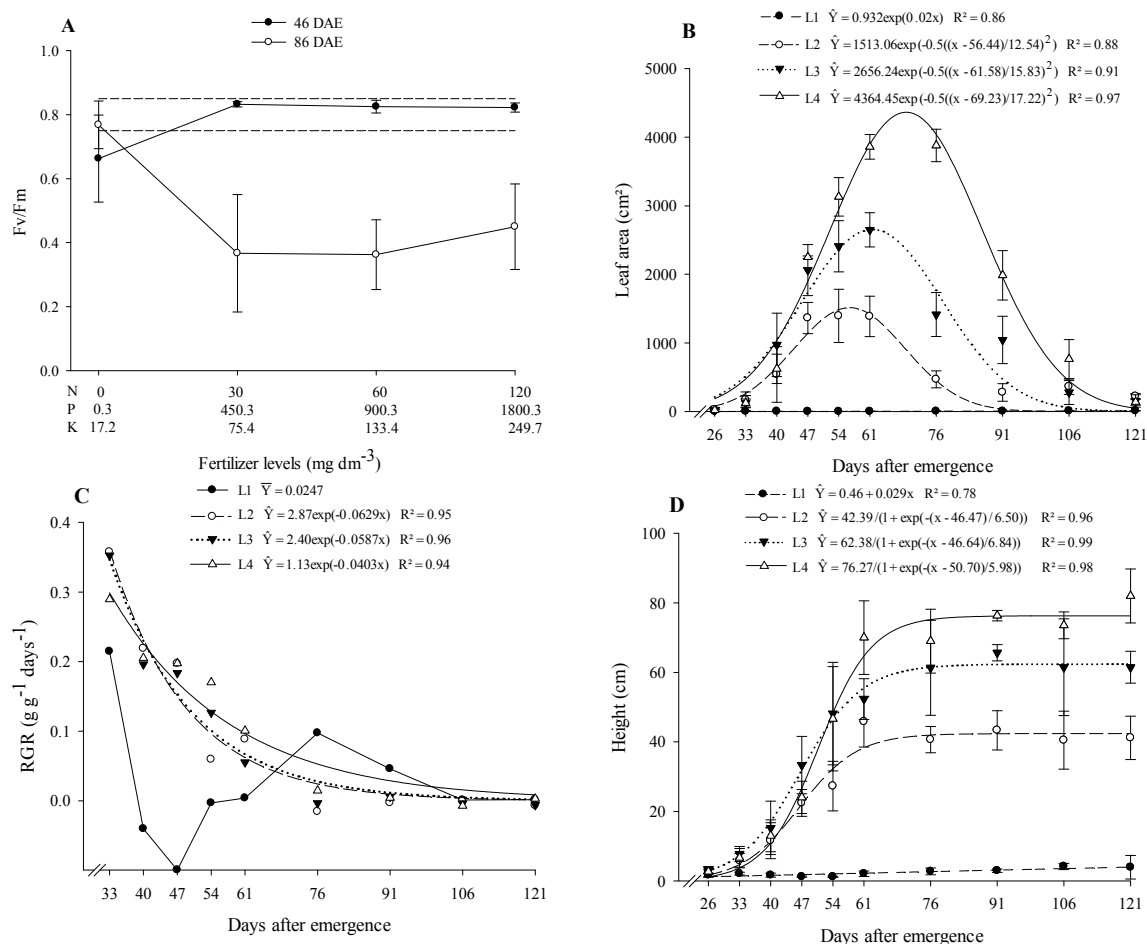 A
46 DAE
86 DAE
1.0
0.8
0.6
0.4
0.2
0.0
Fv/Fm
N 0 30 60 120
P 0.3 450.3 900.3 1800.3
K 17.2 75.4 133.4 249.7
Fertilizer levels (mg dm⁻³)
B
L1 Ŷ=0.932exp(0.02x) R²=0.86
L2 Ŷ=1513.06exp(-0.5((x -56.44)/12.54)²) R²=0.88
L3 Ŷ=2656.24exp(-0.5((x -61.58)/15.83)²) R²=0.91
L4 Ŷ=4364.45exp(-0.5((x -69.23)/17.22)²) R²=0.97
5000
4000
3000
2000
1000
0
Leaf area (cm²)
26 33 40 47 54 61 76 91 106 121
Days after emergence
C
L1 Y̅=0.0247
L2 Ŷ=2.87exp(-0.0629x) R²=0.95
L3 Ŷ=2.40exp(-0.0587x) R²=0.96
L4 Ŷ=1.13exp(-0.0403x) R²=0.94
0.4
0.3
0.2
0.1
0.0
RGR (g g⁻¹ days⁻¹)
33 40 47 54 61 76 91 106 121
Days after emergence
D
L1 Ŷ=0.46+0.029x R²=0.78
L2 Ŷ=42.39/(1+exp(-(x -46.47)/6.50)) R²=0.96
L3 Ŷ=62.38/(1+exp(-(x -46.64)/6.84)) R²=0.99
L4 Ŷ=76.27/(1+exp(-(x -50.70)/5.98)) R²=0.98
100
80
60
40
20
0
Height (cm)
26 33 40 47 54 61 76 91 106 121
Days after emergence